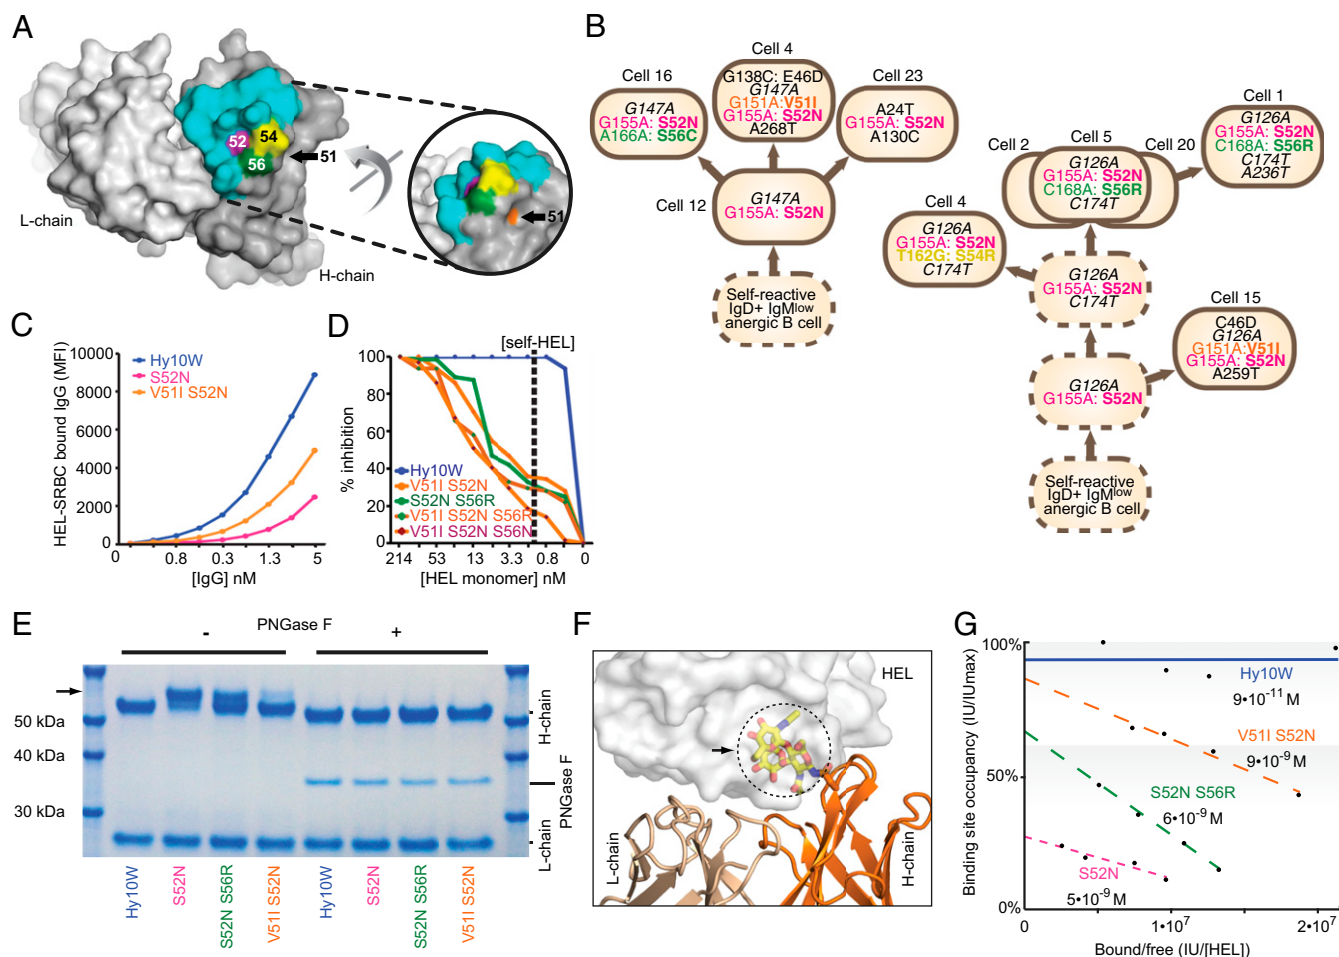 A
52
54
56
51
51
L-chain
H-chain
B
Cell 16
G147A
G155A: S52N
A166A: S56C
Cell 4
G138C: E46D
G147A
G151A:V51I
G155A: S52N
A268T
Cell 23
A24T
G155A: S52N
A130C
Cell 12
G147A
G155A: S52N
Self-reactive
IgD+ IgMlow
anergic B cell
Cell 2
Cell 5
Cell 20
G126A
G155A: S52N
C168A: S56R
C174T
Cell 1
G126A
G155A: S52N
C168A: S56R
C174T
A236T
Cell 4
G126A
G155A: S52N
T162G: S54R
C174T
G126A
G155A: S52N
C174T
Cell 15
C46D
G126A
G151A:V51I
G155A: S52N
A259T
G126A
G155A: S52N
Self-reactive
IgD+ IgMlow
anergic B cell
C
HEL-SRBC bound IgG (MFI)
10000
8000
6000
4000
2000
0
Hy10W
S52N
V51I S52N
0 0.8 0.3 1.3 5
[IgG] nM
D
[self-HEL]
% inhibition
100
80
60
40
20
0
Hy10W
V51I S52N
S52N S56R
V51I S52N S56R
V51I S52N S56N
214 53 13 3.3 0.8 0
[HEL monomer] nM
E
PNGase F
- +
50 kDa
40 kDa
30 kDa
H-chain
PNGase F
L-chain
Hy10W
S52N
S52N S56R
V51I S52N
Hy10W
S52N
S52N S56R
V51I S52N
F
HEL
L-chain
H-chain
G
Binding site occupancy (IU/IUmax)
100%
50%
0%
Hy10W
9•10-11 M
V51I S52N
9•10-9 M
S52N S56R
6•10-9 M
S52N
5•10-9 M
0 1•107 2•107
Bound/free (IU/[HEL])